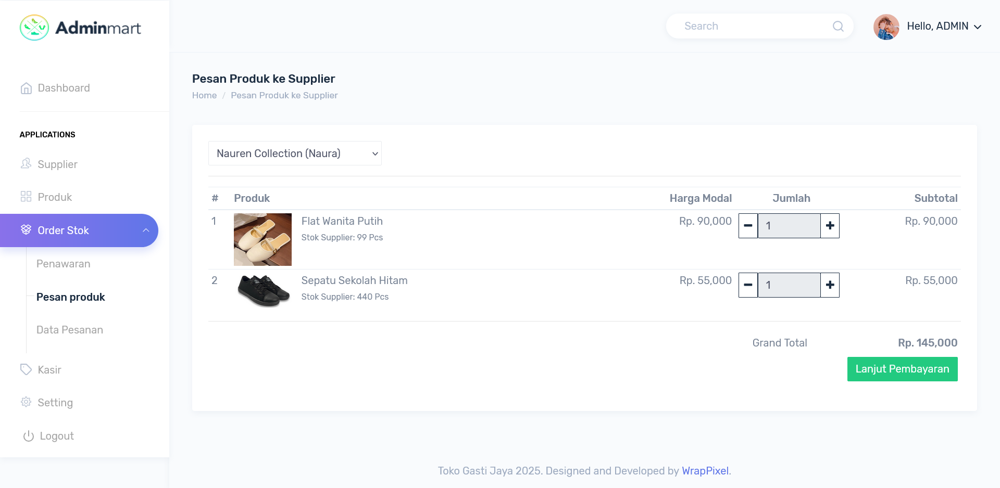 Adminmart
Search
Hello, ADMIN
Dashboard
APPLICATIONS
Supplier
Produk
Order Stok
Penawaran
Pesan produk
Data Pesanan
Kasir
Setting
Logout
Pesan Produk ke Supplier
Home / Pesan Produk ke Supplier
Nauren Collection (Naura)
# Produk Harga Modal Jumlah Subtotal
1 Flat Wanita Putih Rp. 90,000 1 Rp. 90,000
Stok Supplier: 99 Pcs
2 Sepatu Sekolah Hitam Rp. 55,000 1 Rp. 55,000
Stok Supplier: 440 Pcs
Grand Total Rp. 145,000
Lanjut Pembayaran
Toko Gasti Jaya 2025. Designed and Developed by WrapPixel.